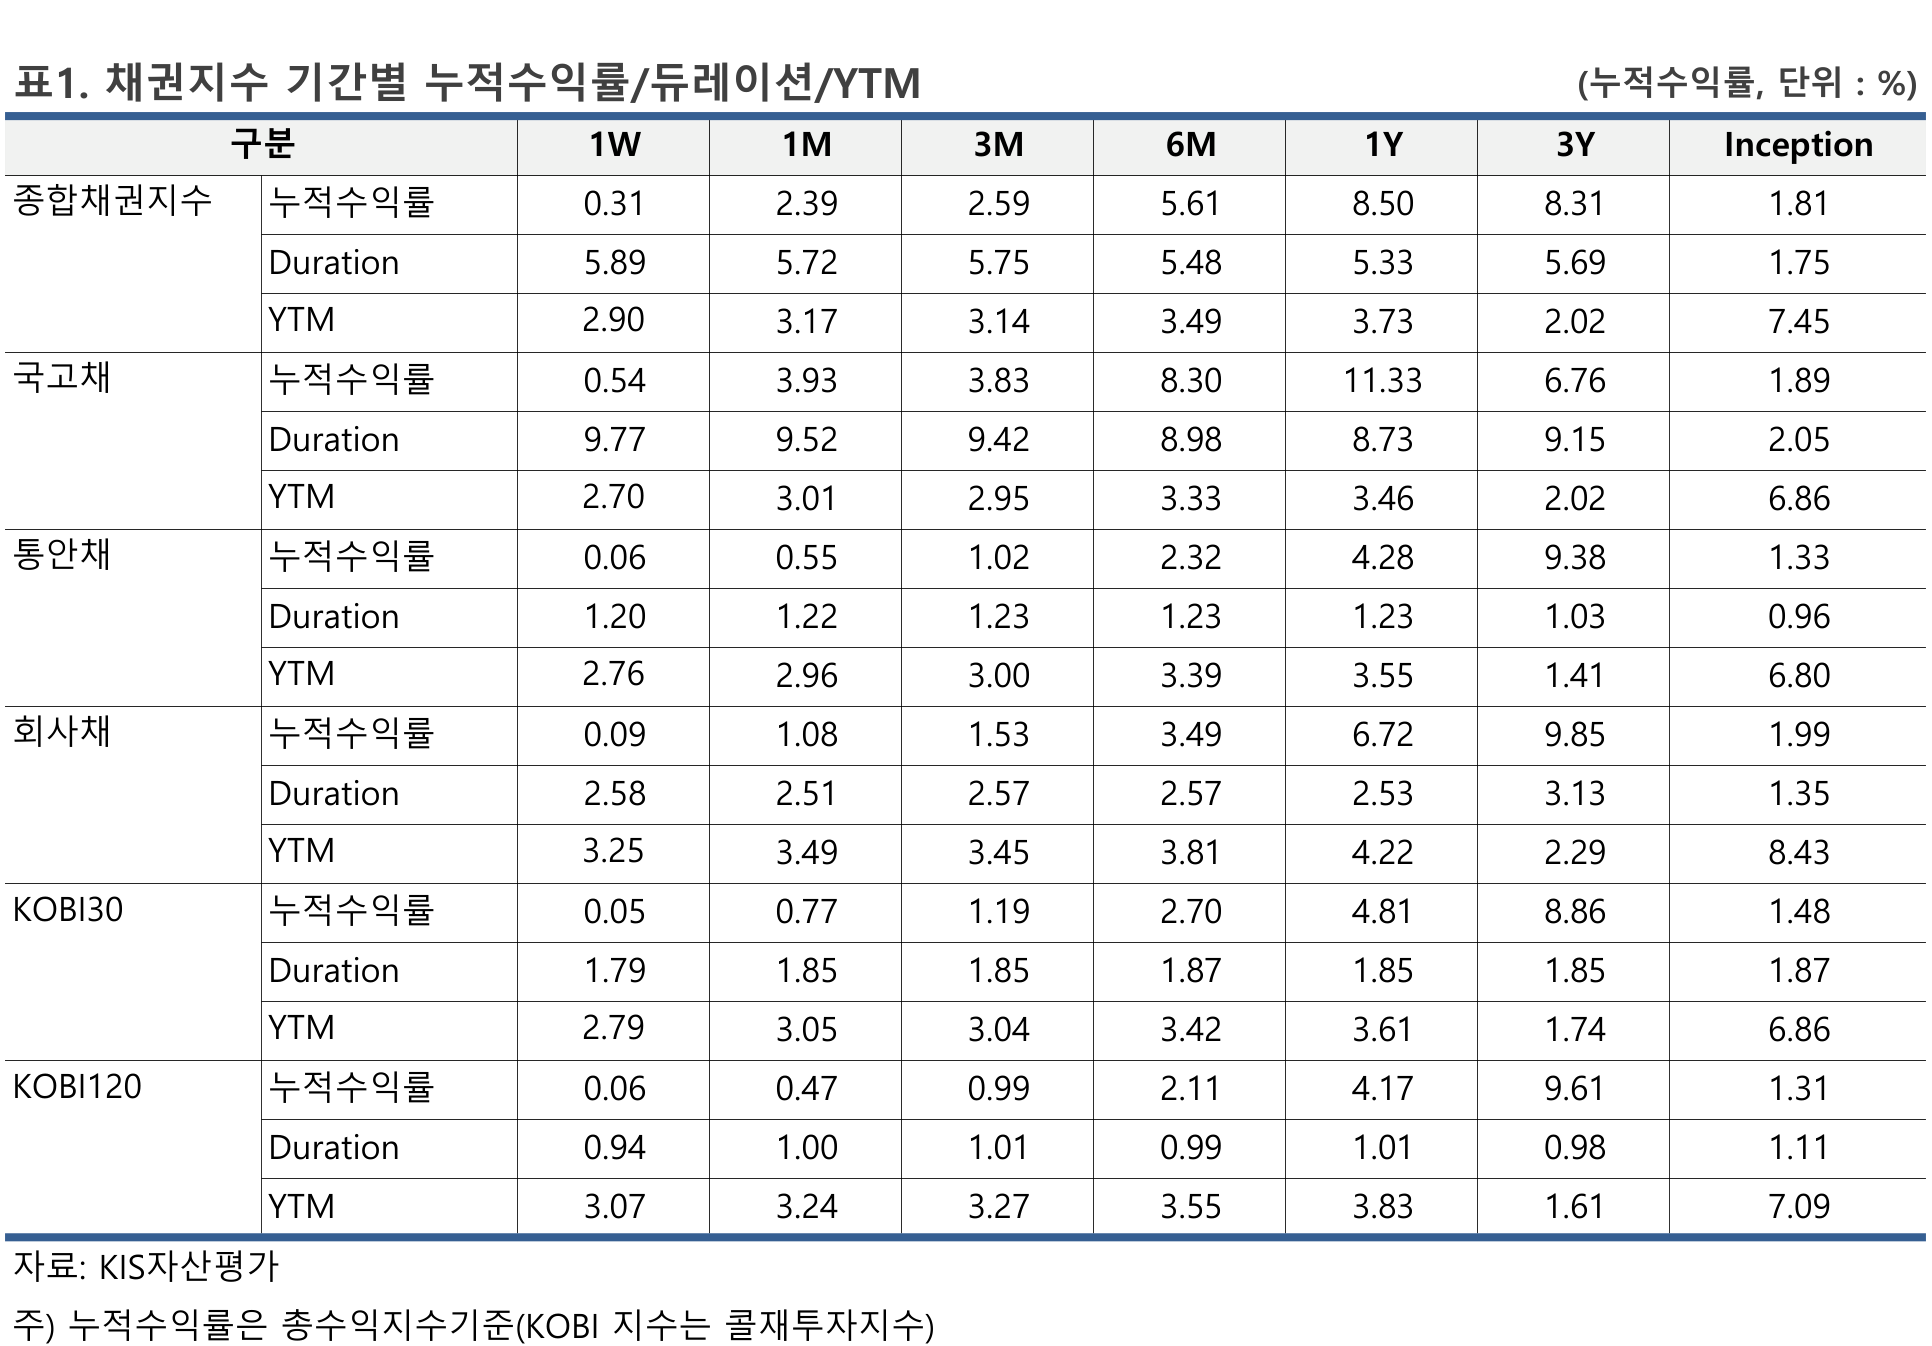 표1. 채권지수 기간별 누적수익률/듀레이션/YTM (누적수익률, 단위 : %)
구분 1W 1M 3M 6M 1Y 3Y Inception
종합채권지수 누적수익률 0.31 2.39 2.59 5.61 8.50 8.31 1.81
Duration 5.89 5.72 5.75 5.48 5.33 5.69 1.75
YTM 2.90 3.17 3.14 3.49 3.73 2.02 7.45
국고채 누적수익률 0.54 3.93 3.83 8.30 11.33 6.76 1.89
Duration 9.77 9.52 9.42 8.98 8.73 9.15 2.05
YTM 2.70 3.01 2.95 3.33 3.46 2.02 6.86
통안채 누적수익률 0.06 0.55 1.02 2.32 4.28 9.38 1.33
Duration 1.20 1.22 1.23 1.23 1.23 1.03 0.96
YTM 2.76 2.96 3.00 3.39 3.55 1.41 6.80
회사채 누적수익률 0.09 1.08 1.53 3.49 6.72 9.85 1.99
Duration 2.58 2.51 2.57 2.57 2.53 3.13 1.35
YTM 3.25 3.49 3.45 3.81 4.22 2.29 8.43
KOBI30 누적수익률 0.05 0.77 1.19 2.70 4.81 8.86 1.48
Duration 1.79 1.85 1.85 1.87 1.85 1.85 1.87
YTM 2.79 3.05 3.04 3.42 3.61 1.74 6.86
KOBI120 누적수익률 0.06 0.47 0.99 2.11 4.17 9.61 1.31
Duration 0.94 1.00 1.01 0.99 1.01 0.98 1.11
YTM 3.07 3.24 3.27 3.55 3.83 1.61 7.09
자료: KIS자산평가
주) 누적수익률은 총수익지수기준(KOBI 지수는 콜재투자지수)